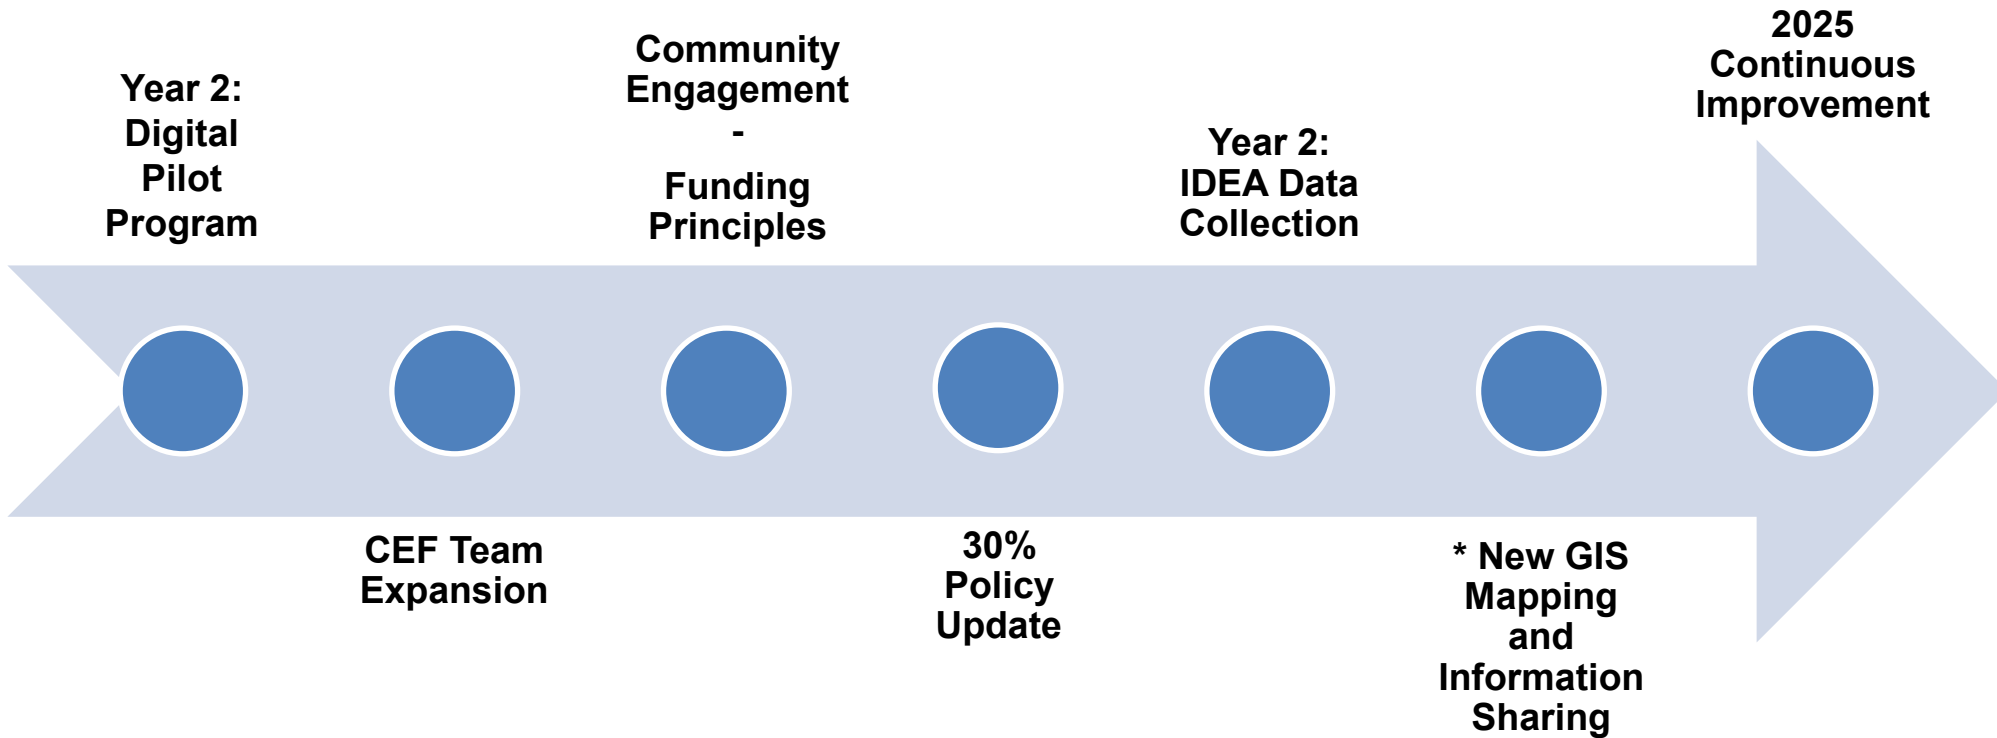 Year 2:
Digital
Pilot
Program
CEF Team
Expansion
Community
Engagement
-
Funding
Principles
30%
Policy
Update
Year 2:
IDEA Data
Collection
* New GIS
Mapping
and
Information
Sharing
2025
Continuous
Improvement